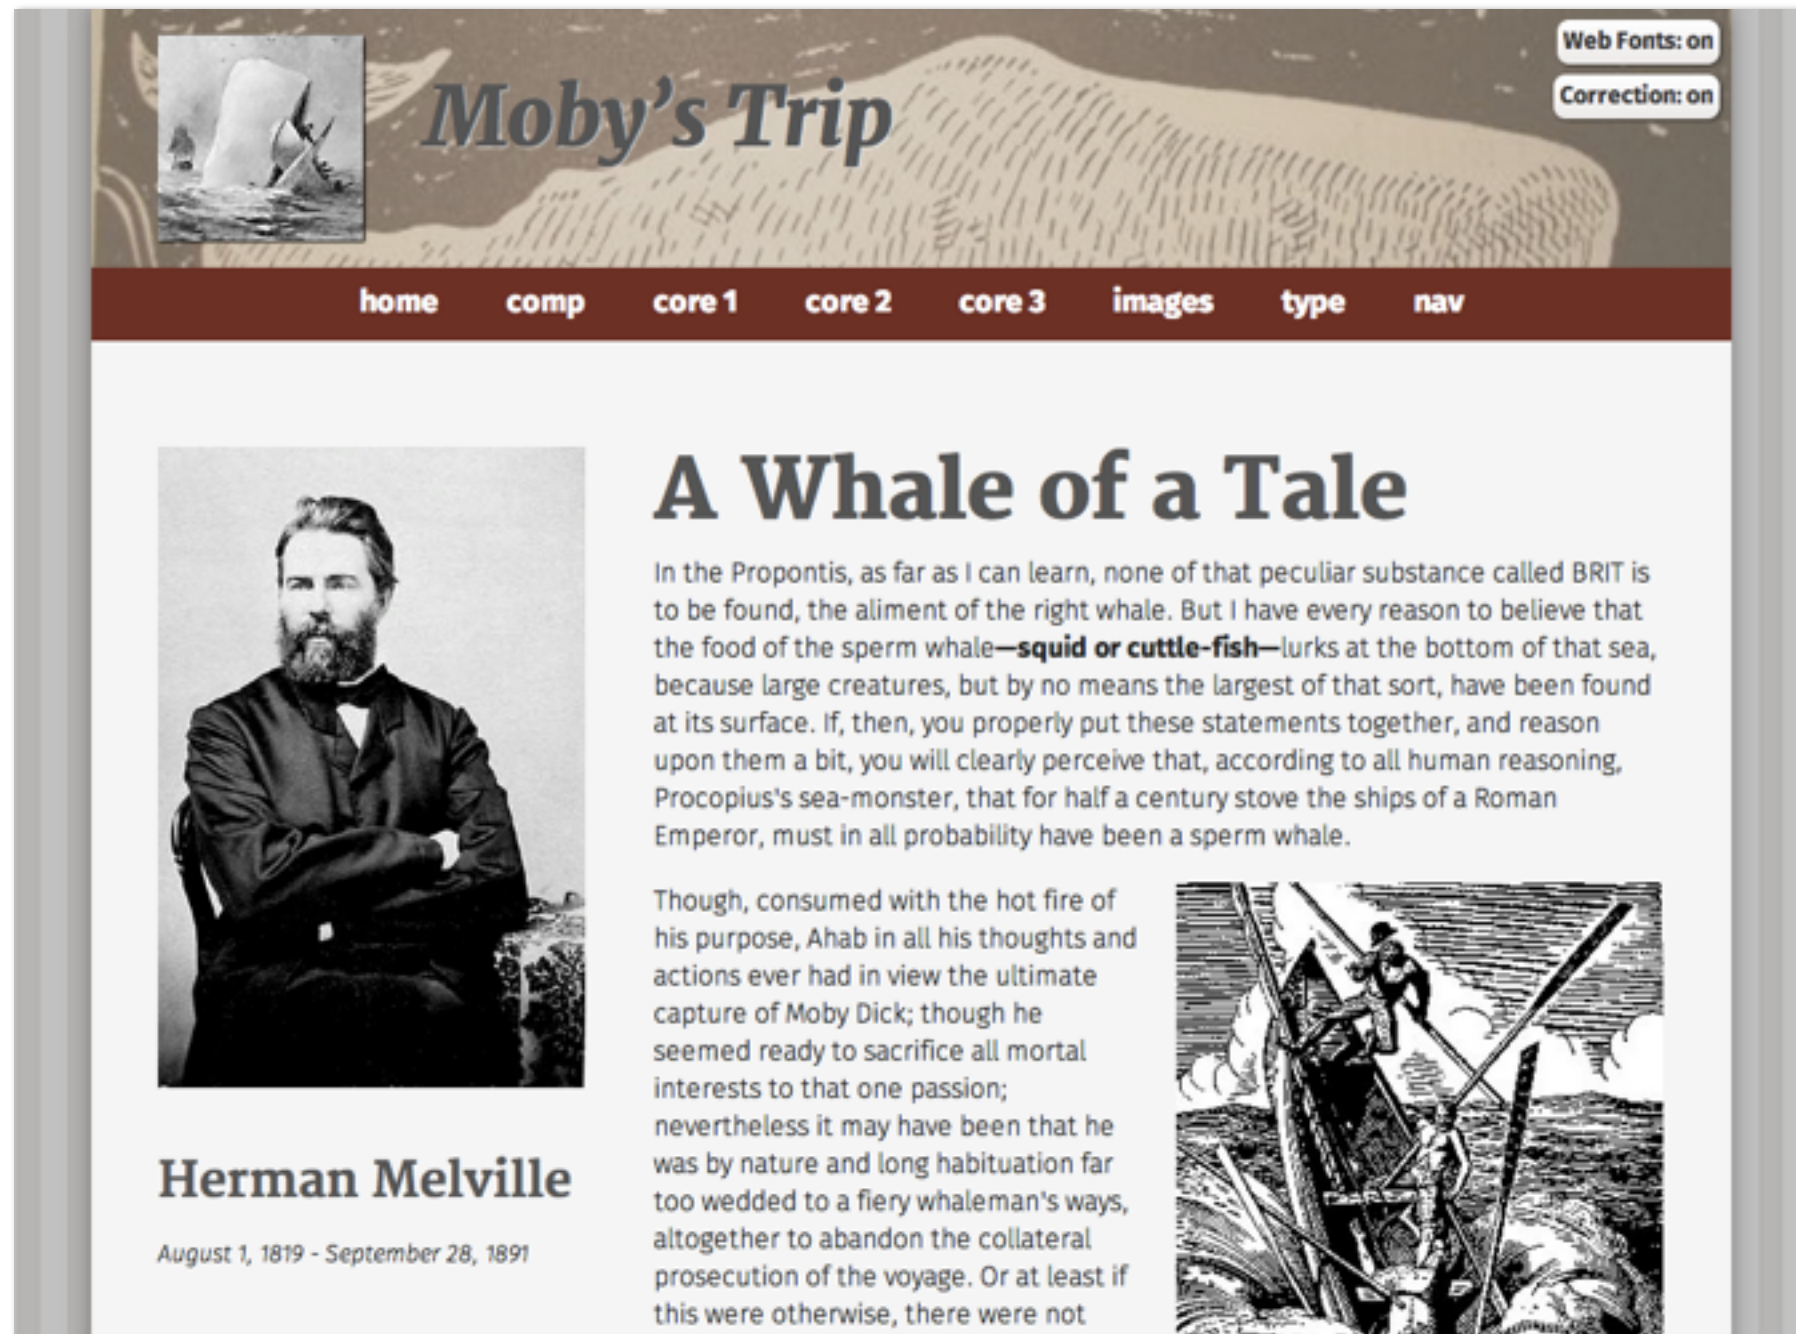 Moby’s Trip
Web Fonts: on
Correction: on
home comp core 1 core 2 core 3 images type nav
A Whale of a Tale
In the Propontis, as far as I can learn, none of that peculiar substance called BRIT is
to be found, the aliment of the right whale. But I have every reason to believe that
the food of the sperm whale—squid or cuttle-fish—lurks at the bottom of that sea,
because large creatures, but by no means the largest of that sort, have been found
at its surface. If, then, you properly put these statements together, and reason
upon them a bit, you will clearly perceive that, according to all human reasoning,
Procopius's sea-monster, that for half a century stove the ships of a Roman
Emperor, must in all probability have been a sperm whale.
Though, consumed with the hot fire of
his purpose, Ahab in all his thoughts and
actions ever had in view the ultimate
capture of Moby Dick; though he
seemed ready to sacrifice all mortal
interests to that one passion;
nevertheless it may have been that he
was by nature and long habituation far
too wedded to a fiery whaleman's ways,
altogether to abandon the collateral
prosecution of the voyage. Or at least if
this were otherwise, there were not
Herman Melville
August 1, 1819 - September 28, 1891